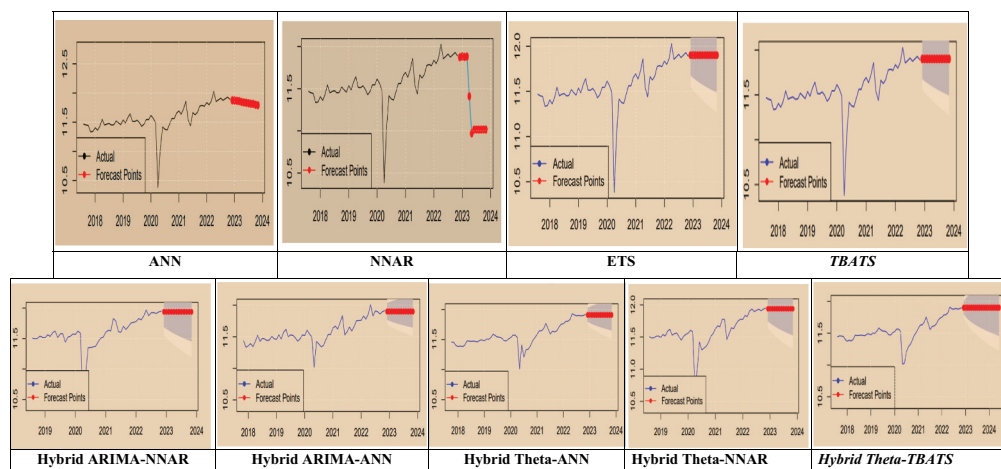 12.5
11.5
10.5
Actual
Forecast Points
2018 2019 2020 2021 2022 2023 2024
11.5
10.5
Actual
Forecast Points
2018 2019 2020 2021 2022 2023 2024
12.0
11.5
11.0
10.5
Actual
Forecast Points
2018 2019 2020 2021 2022 2023 2024
11.5
10.5
Actual
Forecast Points
2018 2019 2020 2021 2022 2023 2024
ANN NNAR ETS TBATS
11.5
10.5
Actual
Forecast Points
2019 2020 2021 2022 2023 2024
11.5
10.5
Actual
Forecast Points
2019 2020 2021 2022 2023 2024
11.5
10.5
Actual
Forecast Points
2018 2019 2020 2021 2022 2023 2024
12.0
11.5
11.0
10.5
Actual
Forecast Points
2019 2020 2021 2022 2023 2024
11.5
10.5
Actual
Forecast Points
2018 2019 2020 2021 2022 2023 2024
Hybrid ARIMA-NNAR Hybrid ARIMA-ANN Hybrid Theta-ANN Hybrid Theta-NNAR Hybrid Theta-TBATS